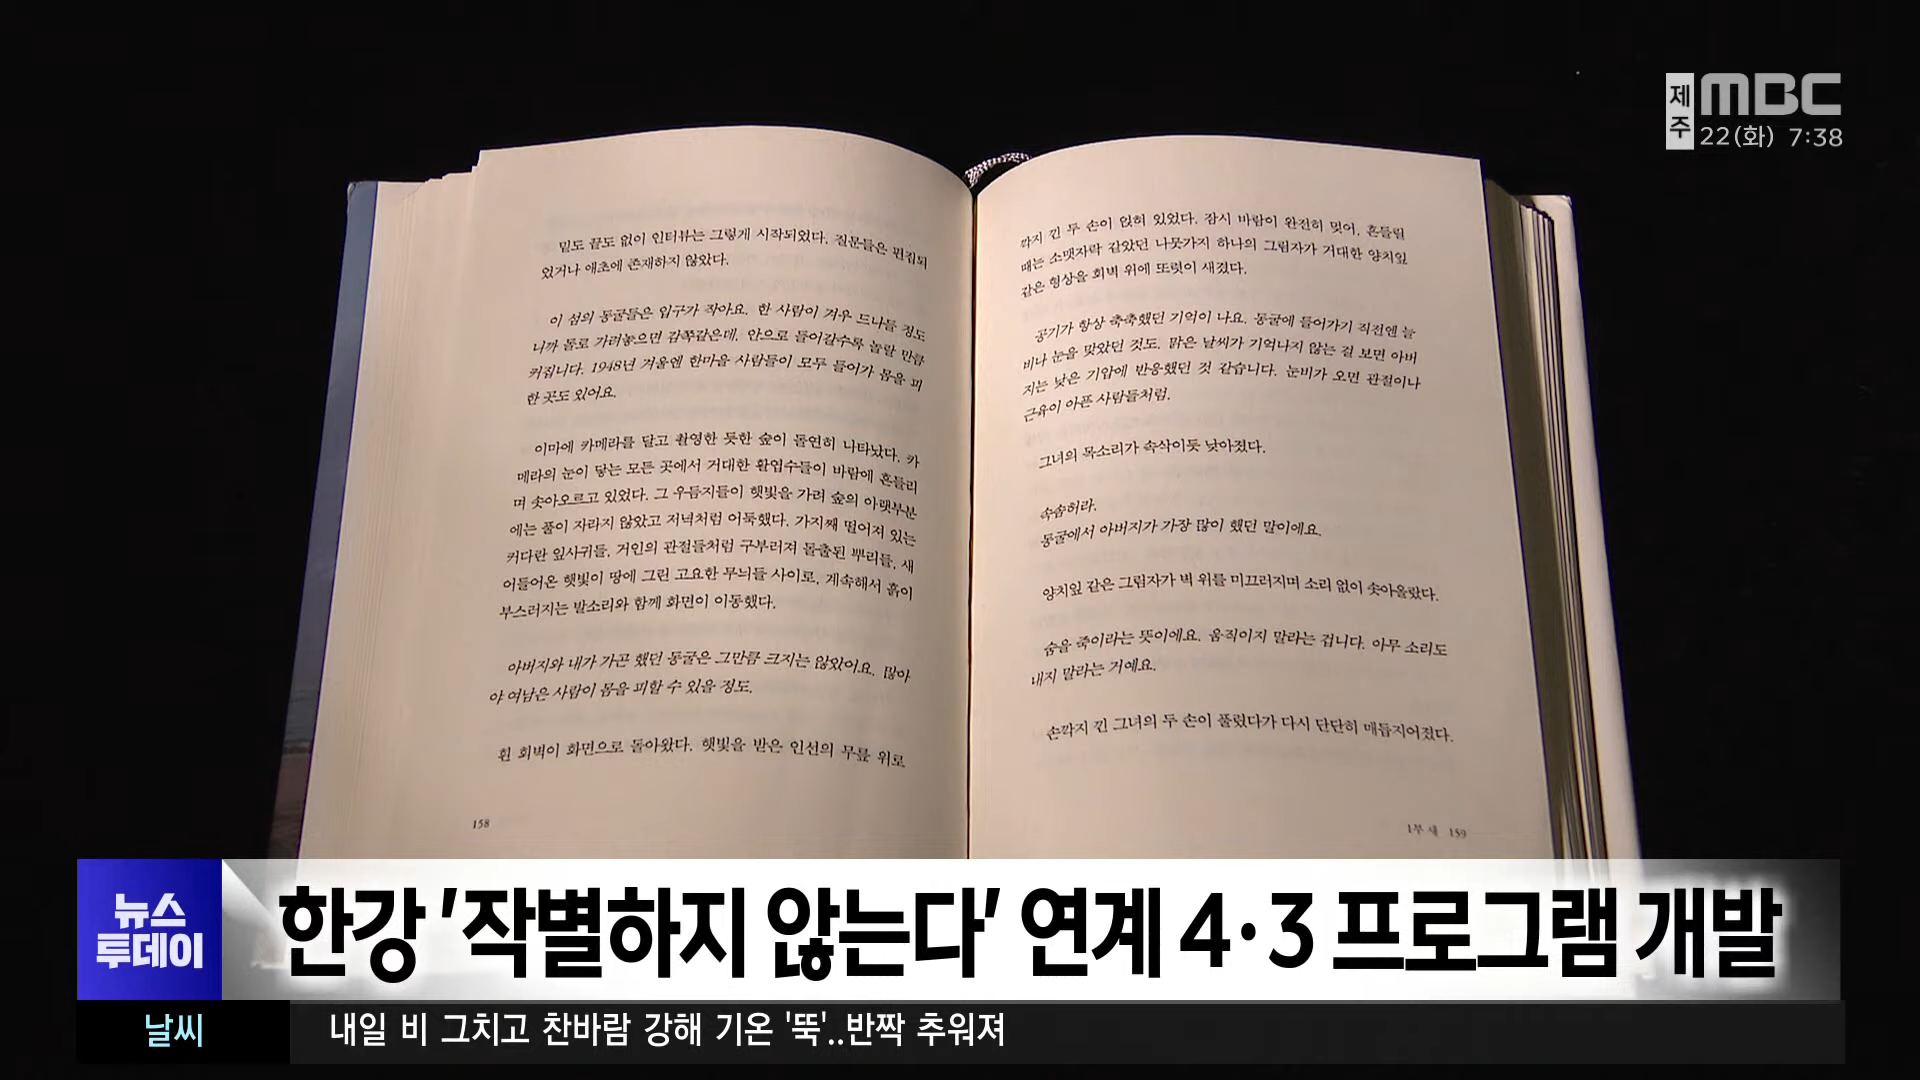 제주
MBC
22(화) 7:38
밑도 끝도 없이 인터뷰는 그렇게 시작되었다. 질문들은 편집되
었거나 애초에 존재하지 않았다.
이 섬의 동굴들은 입구가 작아요. 한 사람이 겨우 드나들 정도
니까 돌로 가려놓으면 감쪽같은데, 안으로 들어갈수록 놀랄 만큼
커집니다. 1948년 겨울엔 한마을 사람들이 모두 들어가 몸을 피
한 곳도 있어요.
이마에 카메라를 달고 촬영한 듯한 숲이 돌연히 나타났다. 카
메라의 눈이 닿는 모든 곳에서 거대한 활엽수들이 바람에 흔들리
며 솟아오르고 있었다. 그 우듬지들이 햇빛을 가려 숲의 아랫부분
에는 풀이 자라지 않았고 저녁처럼 어둑했다. 가지째 떨어져 있는
커다란 잎사귀들, 거인의 관절들처럼 구부러져 돌출된 뿌리들, 새
어들어온 햇빛이 땅에 그린 고요한 무늬들 사이로, 계속해서 흙이
부스러지는 발소리와 함께 화면이 이동했다.
아버지와 내가 가곤 했던 동굴은 그만큼 크지는 않았어요. 많아
야 여남은 사람이 몸을 피할 수 있을 정도.
흰 회벽이 화면으로 돌아왔다. 햇빛을 받은 인선의 무릎 위로
158
깍지 낀 두 손이 얹혀 있었다. 잠시 바람이 완전히 멎어, 흔들릴
때는 소맷자락 같았던 나뭇가지 하나의 그림자가 거대한 양치잎
같은 형상을 회벽 위에 또렷이 새겼다.
공기가 항상 축축했던 기억이 나요. 동굴에 들어가기 직전엔 늘
비나 눈을 맞았던 것도. 맑은 날씨가 기억나지 않는 걸 보면 아버
지는 낮은 기압에 반응했던 것 같습니다. 눈비가 오면 관절이나
근육이 아픈 사람들처럼.
그녀의 목소리가 속삭이듯 낮아졌다.
속솜허라.
동굴에서 아버지가 가장 많이 했던 말이에요.
양치잎 같은 그림자가 벽 위를 미끄러지며 소리 없이 솟아올랐다.
숨을 죽이라는 뜻이에요. 움직이지 말라는 겁니다. 아무 소리도
내지 말라는 거예요.
손깍지 낀 그녀의 두 손이 풀렸다가 다시 단단히 매듭지어졌다.
1부 새 159
뉴스
투데이
한강 '작별하지 않는다' 연계 4·3 프로그램 개발
날씨
내일 비 그치고 찬바람 강해 기온 '뚝'..반짝 추워져